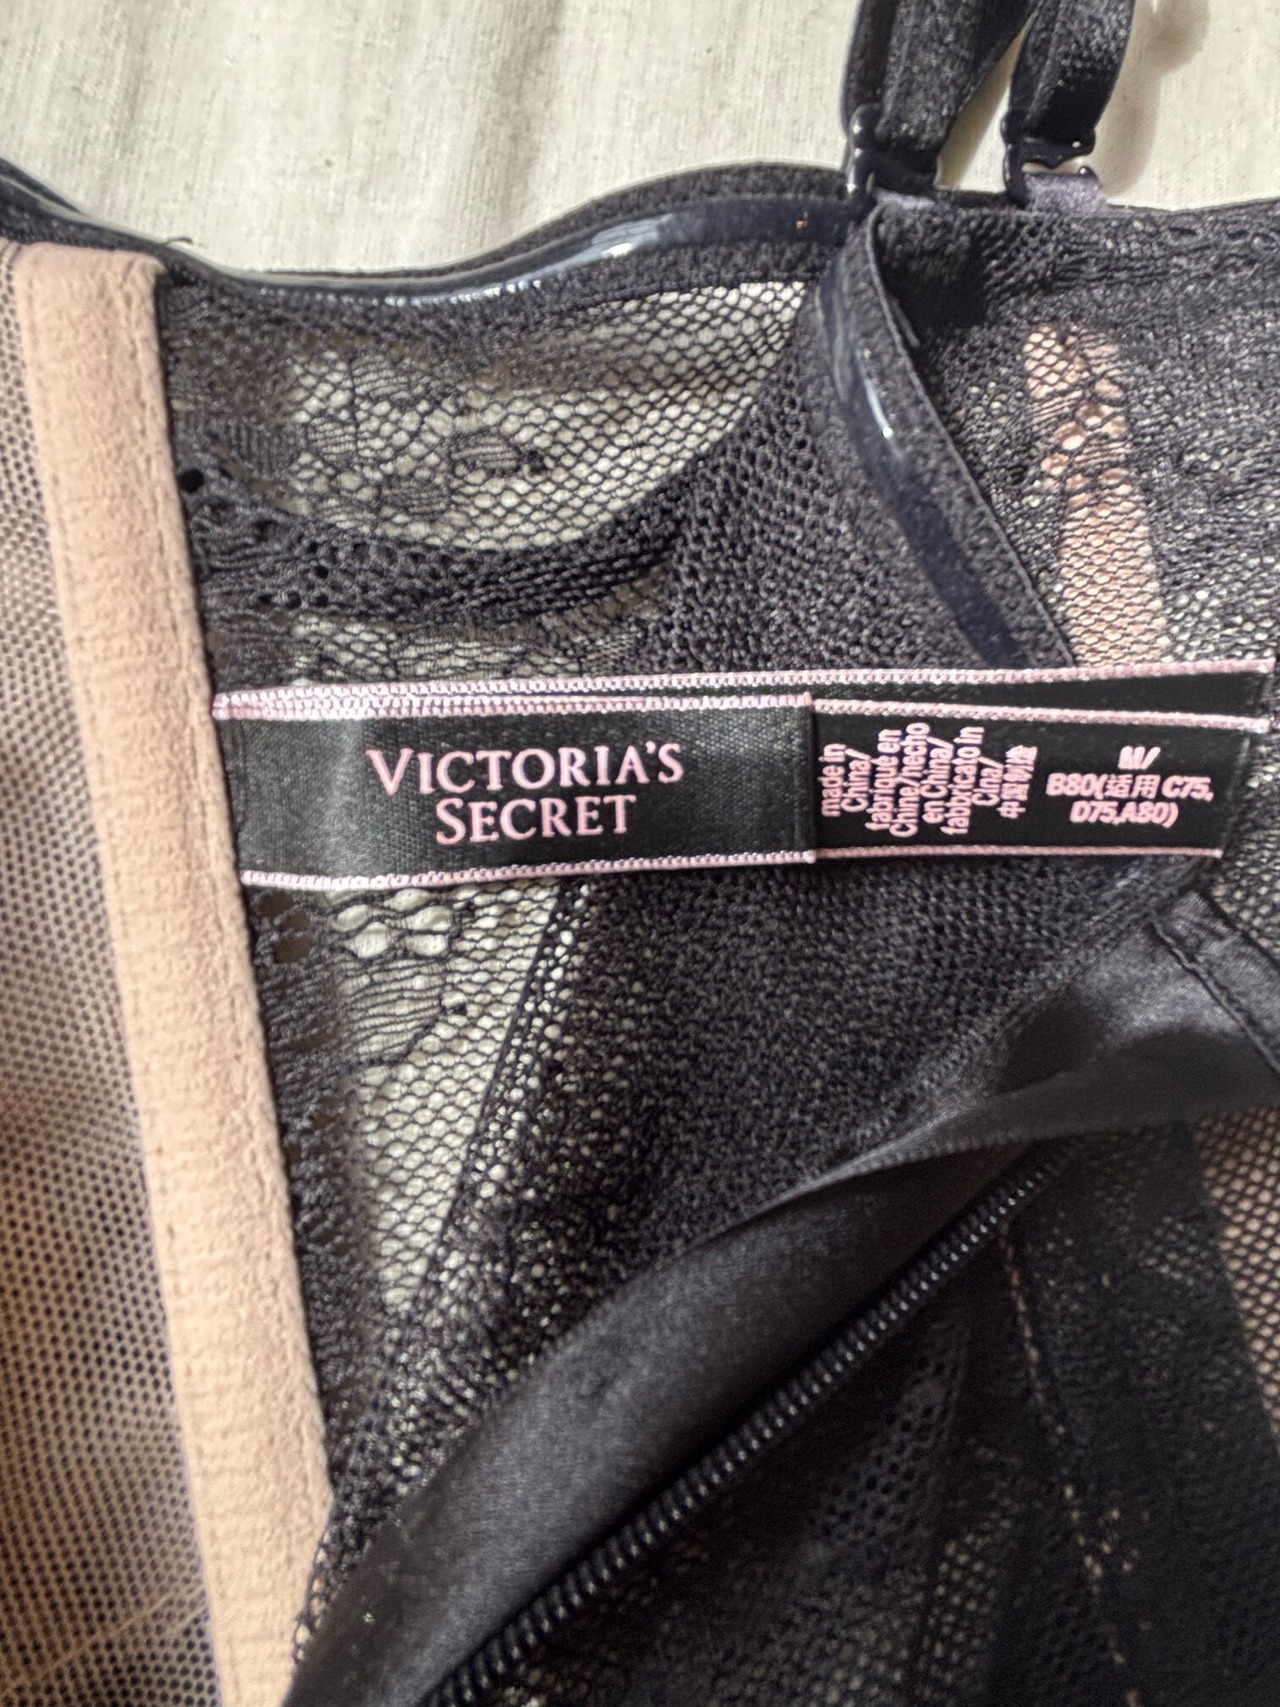 VICTORIA'S
SECRET
made in
China/
fabriqué en
Chine/hecho
en China/
fabbricato in
Cina/
中国制造
M/
B80(适用 C75,
D75,A80)